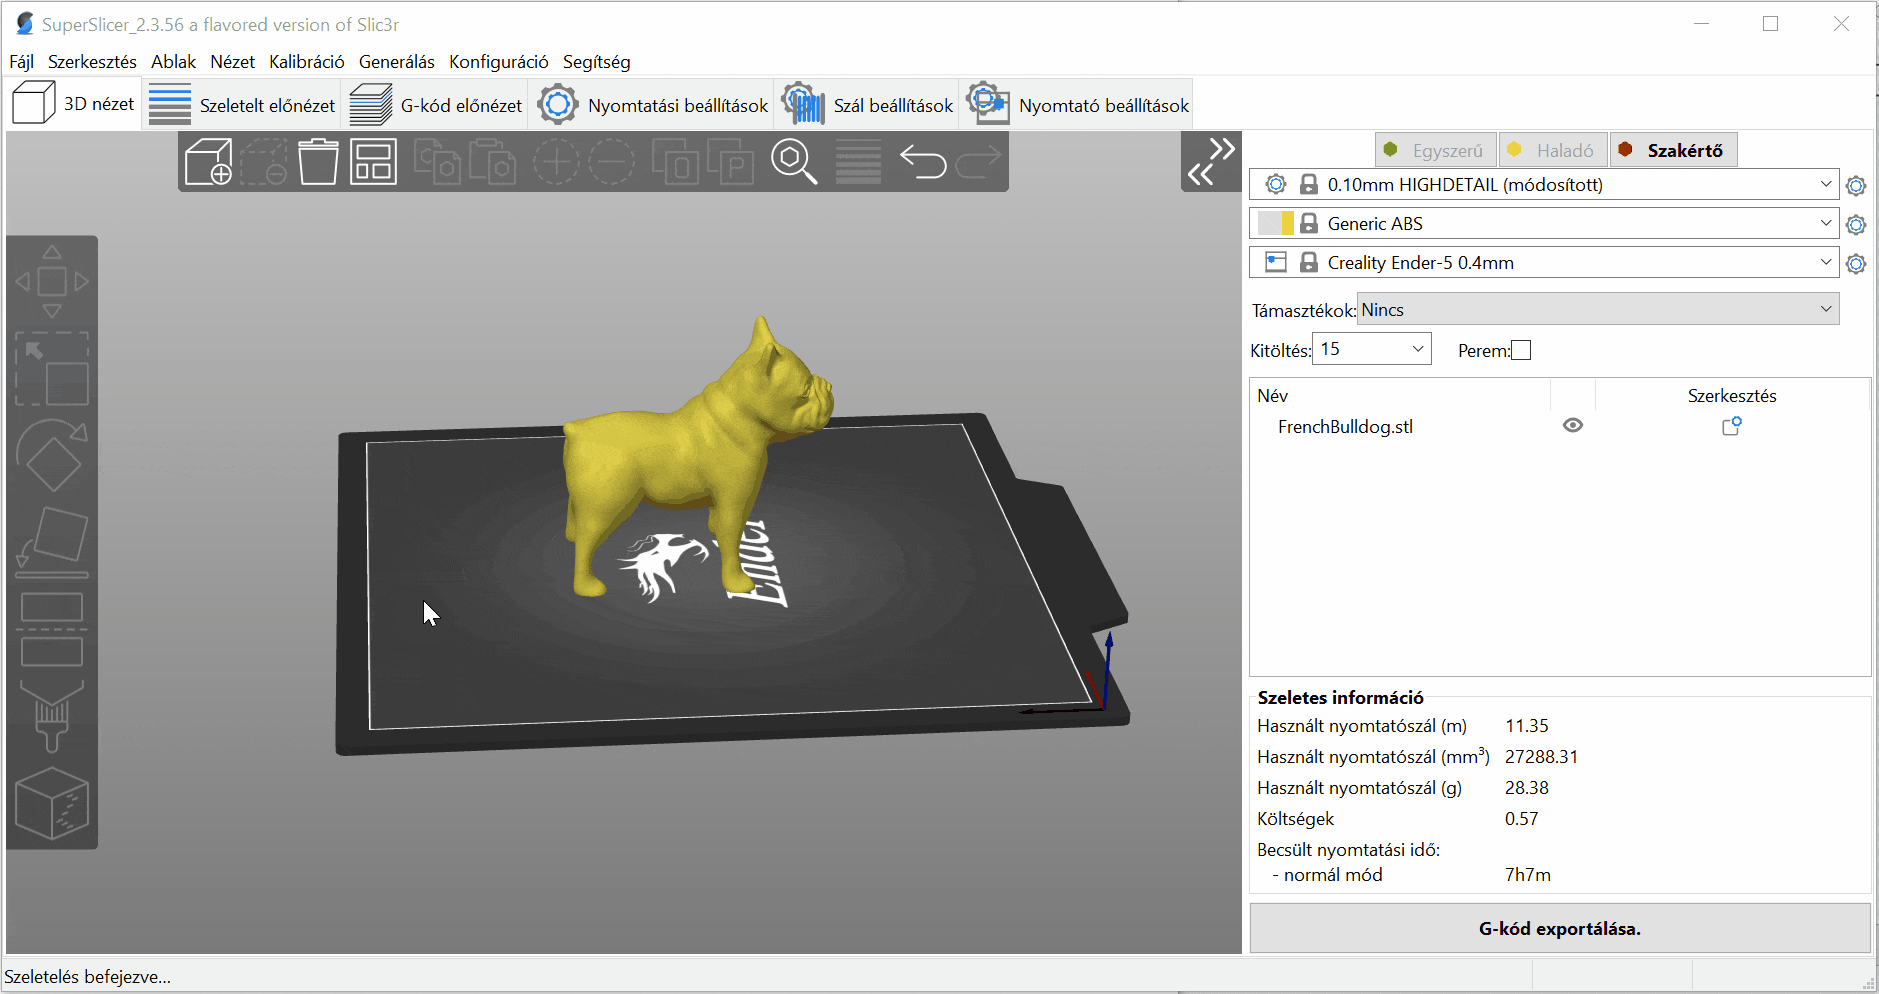 SuperSlicer_2.3.56 a flavored version of Slic3r
Fájl Szerkesztés Ablak Nézet Kalibráció Generálás Konfiguráció Segítség
3D nézet Szeletelt előnézet G-kód előnézet Nyomtatási beállítások Szál beállítások Nyomtató beállítások
Egyszerű Haladó Szakértő
0.10mm HIGHDETAIL (módosított)
Generic ABS
Creality Ender-5 0.4mm
Támasztékok: Nincs
Kitöltés: 15 Perem:
Név Szerkesztés
FrenchBulldog.stl
Ender
Szeletes információ
Használt nyomtatószál (m) 11.35
Használt nyomtatószál (mm³) 27288.31
Használt nyomtatószál (g) 28.38
Költségek 0.57
Becsült nyomtatási idő:
- normál mód 7h7m
G-kód exportálása.
Szeletelés befejezve...